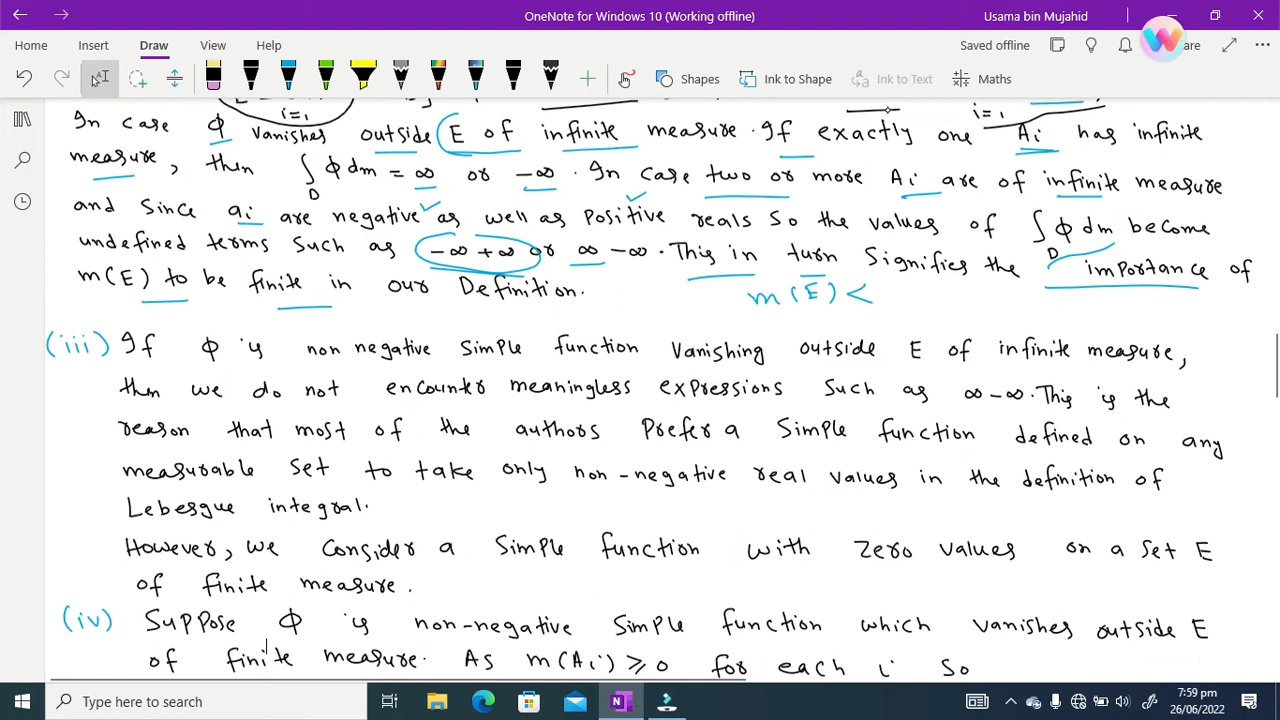 OneNote for Windows 10 (Working offline)
Usama bin Mujahid
Home Insert Draw View Help
Saved offline
Shapes
Ink to Shape
Ink to Text
Maths
i=1
i=1
In case φ vanishes outside E of infinite measure. If exactly one Ai has infinite
measure, then ∫ φ dm = ∞ or -∞. In case two or more Ai are of infinite measure
D
and since ai are negative as well as positive reals so the values of ∫ φ dm become
D
undefined terms such as -∞ +∞ or ∞ -∞. This in turn signifies the importance of
m(E) to be finite in our Definition.
m(E) <
(iii) If φ is non negative simple function vanishing outside E of infinite measure,
then we do not encounter meaningless expressions such as ∞ -∞. This is the
reason that most of the authors prefer a simple function defined on any
measurable set to take only non-negative real values in the definition of
Lebesgue integral.
However, we consider a simple function with zero values on a set E
of finite measure.
(iv) Suppose φ is non-negative simple function which vanishes outside E
of finite measure. As m(Ai) ⩾ 0 for each i so
Type here to search
7:59 pm
26/06/2022